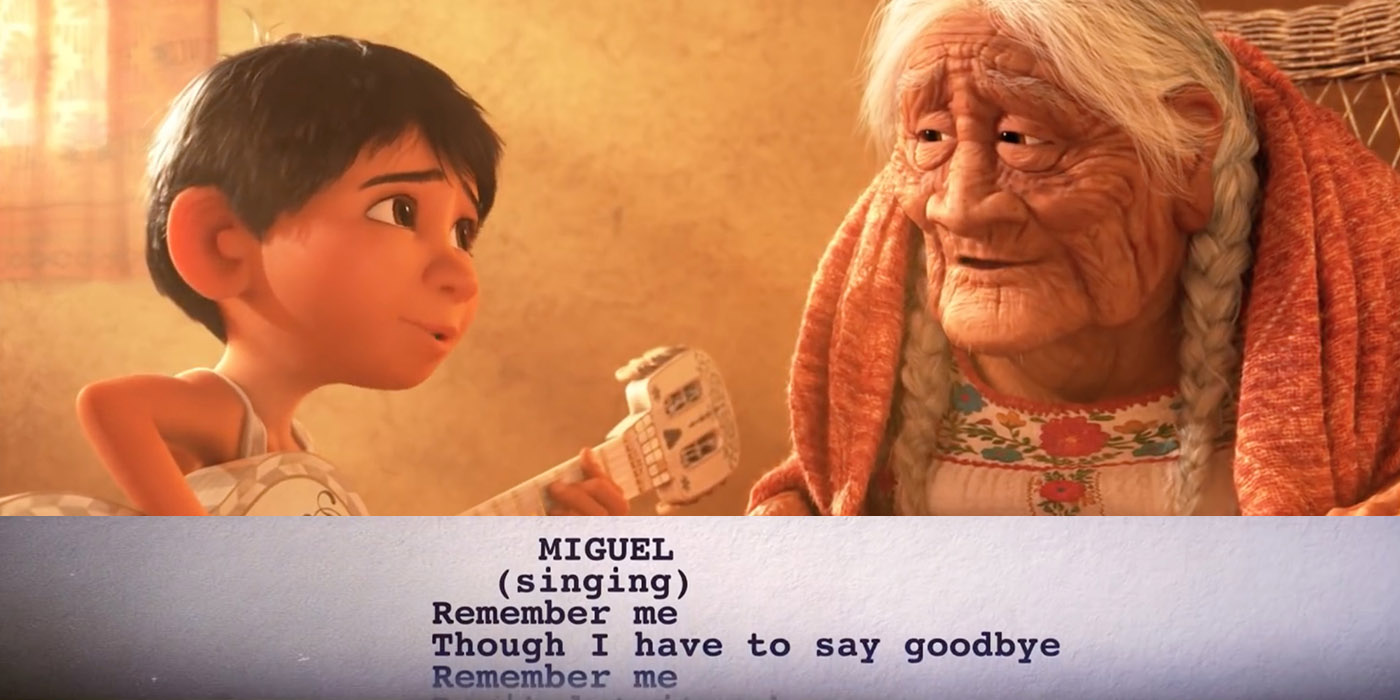 MIGUEL
(singing)
Remember me
Though I have to say goodbye
Remember me